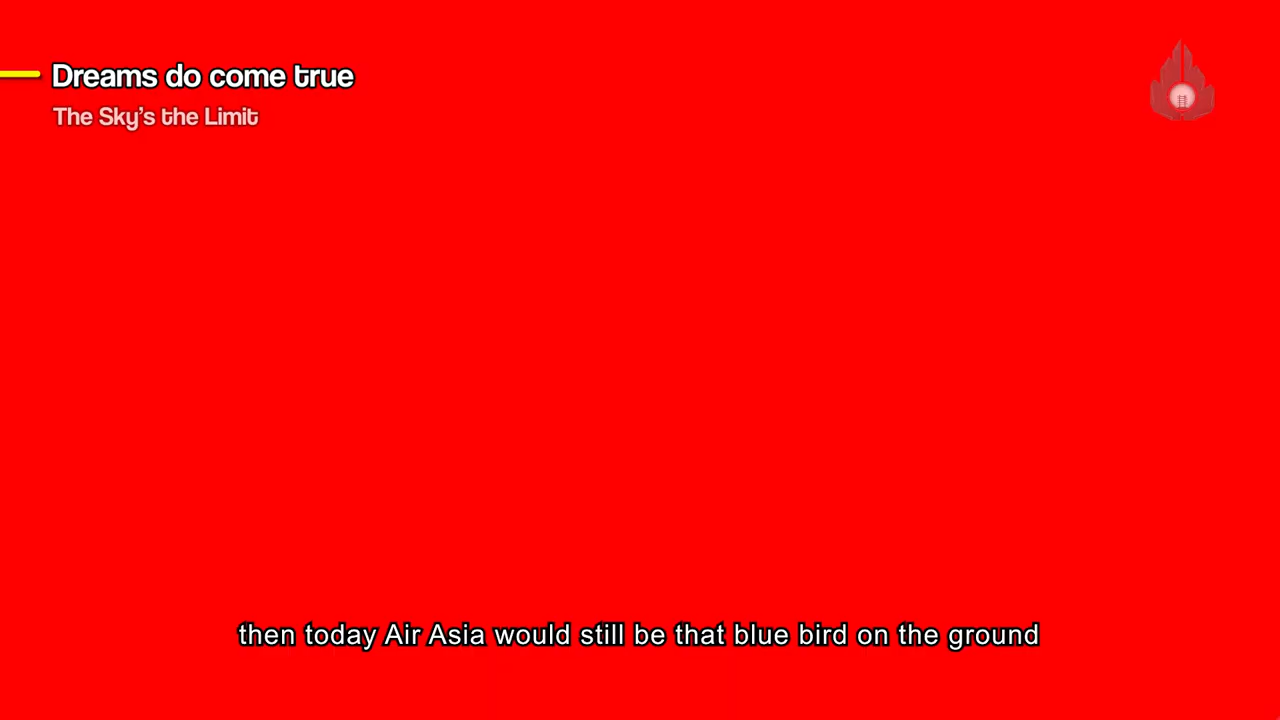 Dreams do come true
The Sky's the Limit
then today Air Asia would still be that blue bird on the ground